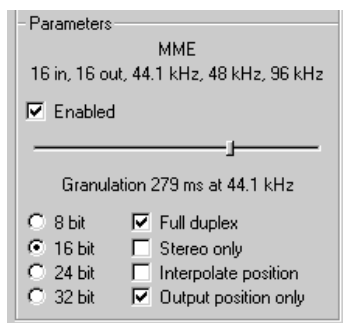 Parameters
MME
16 in, 16 out, 44.1 kHz, 48 kHz, 96 kHz
Enabled
Granulation 279 ms at 44.1 kHz
8 bit Full duplex
16 bit Stereo only
24 bit Interpolate position
32 bit Output position only